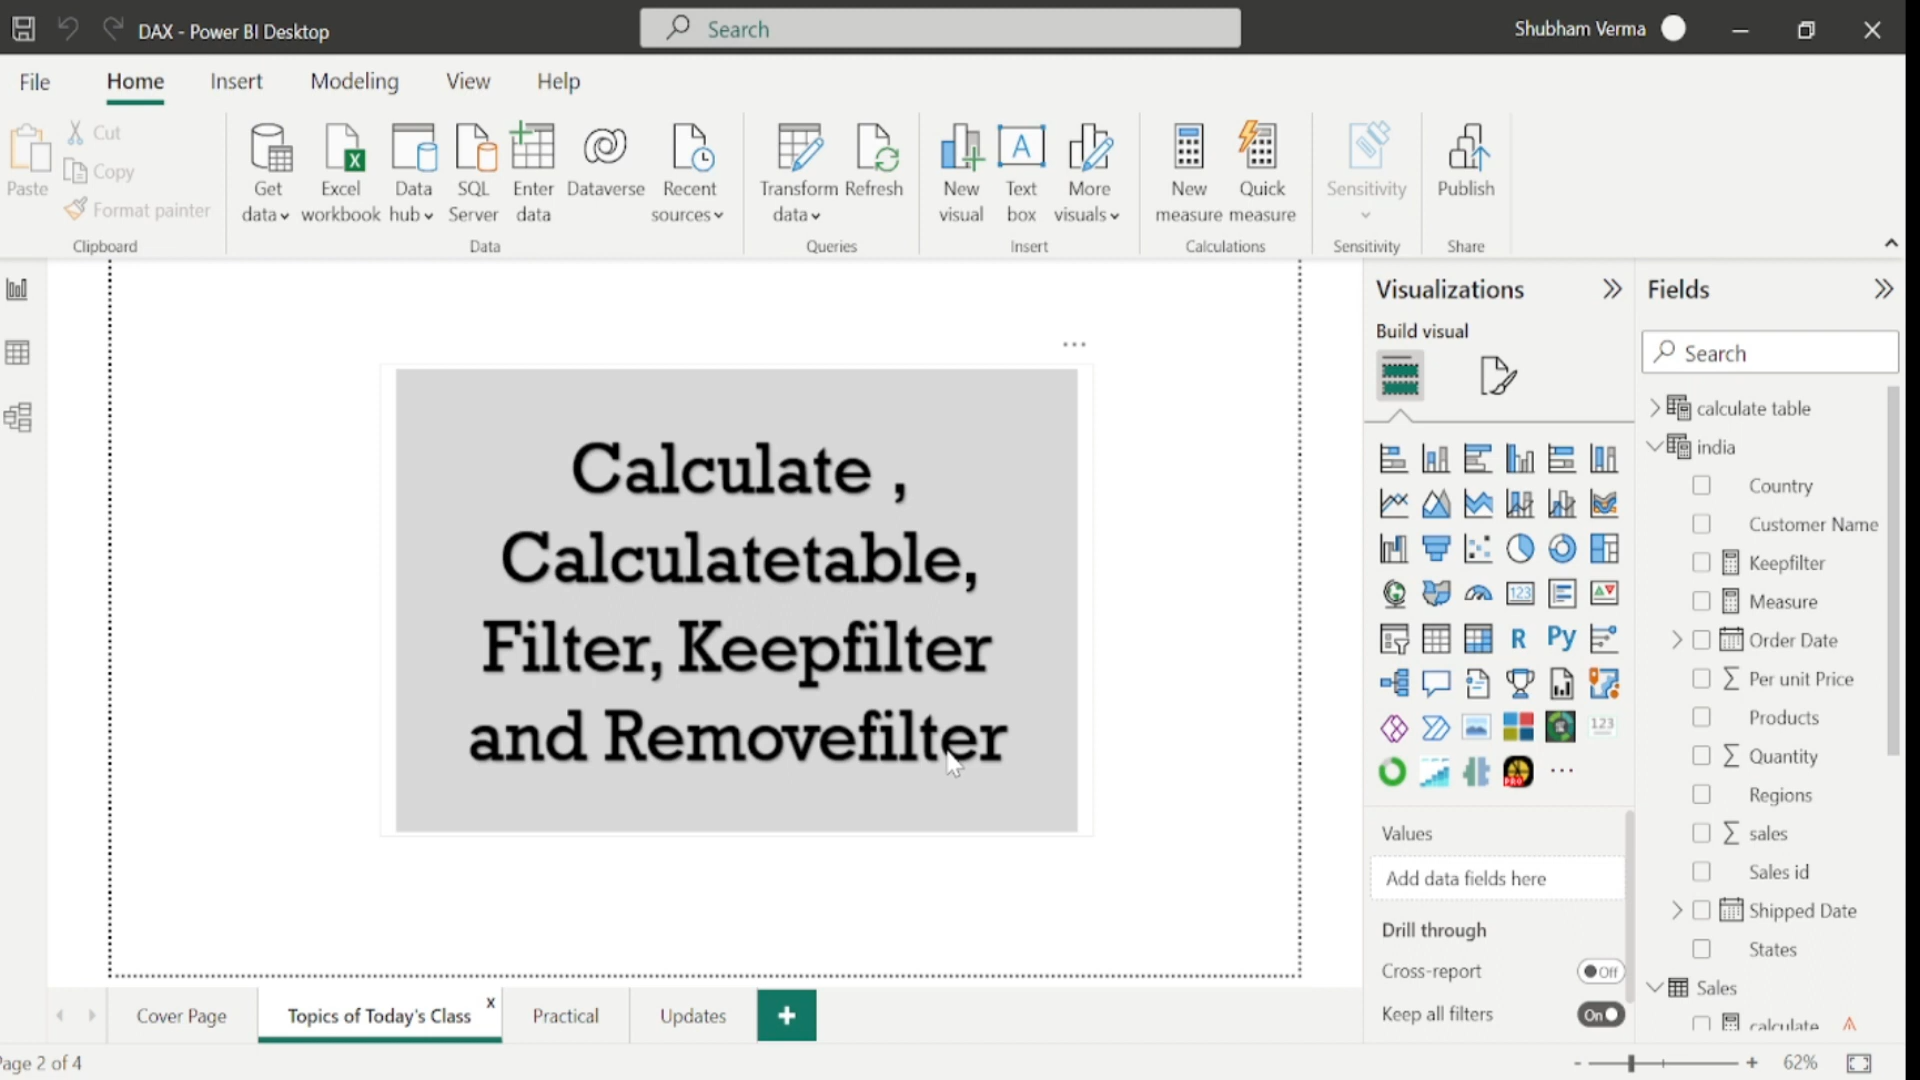 DAX - Power BI Desktop
Search
Shubham Verma
File
Home
Insert
Modeling
View
Help
Paste
Cut
Copy
Format painter
Clipboard
Get data
Excel workbook
Data hub
SQL Server
Enter data
Dataverse
Recent sources
Data
Transform data
Refresh
Queries
New visual
A
Text box
More visuals
Insert
New measure
Quick measure
Calculations
Sensitivity
Sensitivity
Publish
Share
Calculate ,
Calculatetable,
Filter, Keepfilter
and Removefilter
Visualizations
Build visual
123
R
Py
123
PRO
Values
Add data fields here
Drill through
Cross-report
Off
Keep all filters
On
Fields
Search
calculate table
india
Country
Customer Name
Keepfilter
Measure
Order Date
Per unit Price
Products
Quantity
Regions
sales
Sales id
Shipped Date
States
Sales
calculate
Cover Page
Topics of Today's Class
x
Practical
Updates
Page 2 of 4
62%